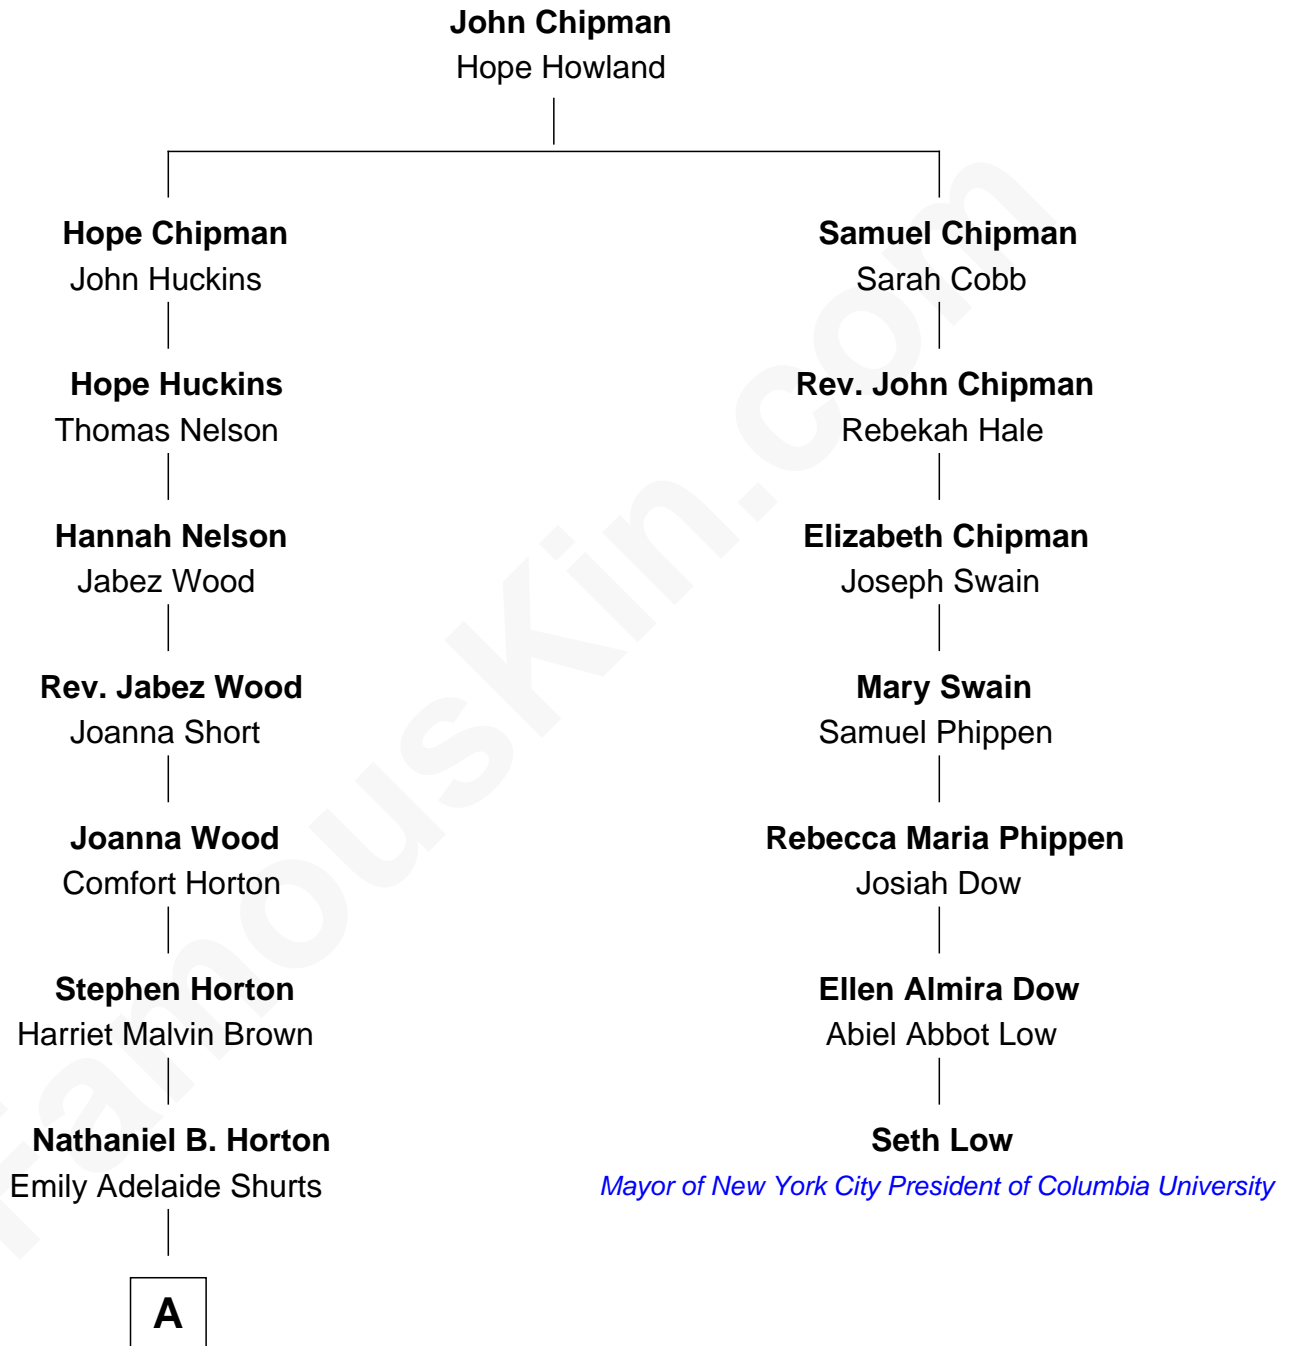 John Chipman
Hope Howland
Hope Chipman
John Huckins
Samuel Chipman
Sarah Cobb
Hope Huckins
Thomas Nelson
Rev. John Chipman
Rebekah Hale
Hannah Nelson
Jabez Wood
Elizabeth Chipman
Joseph Swain
Rev. Jabez Wood
Joanna Short
Mary Swain
Samuel Phippen
Joanna Wood
Comfort Horton
Rebecca Maria Phippen
Josiah Dow
Stephen Horton
Harriet Malvin Brown
Ellen Almira Dow
Abiel Abbot Low
Nathaniel B. Horton
Emily Adelaide Shurts
Seth Low
Mayor of New York City President of Columbia University
A
FamousKin.com